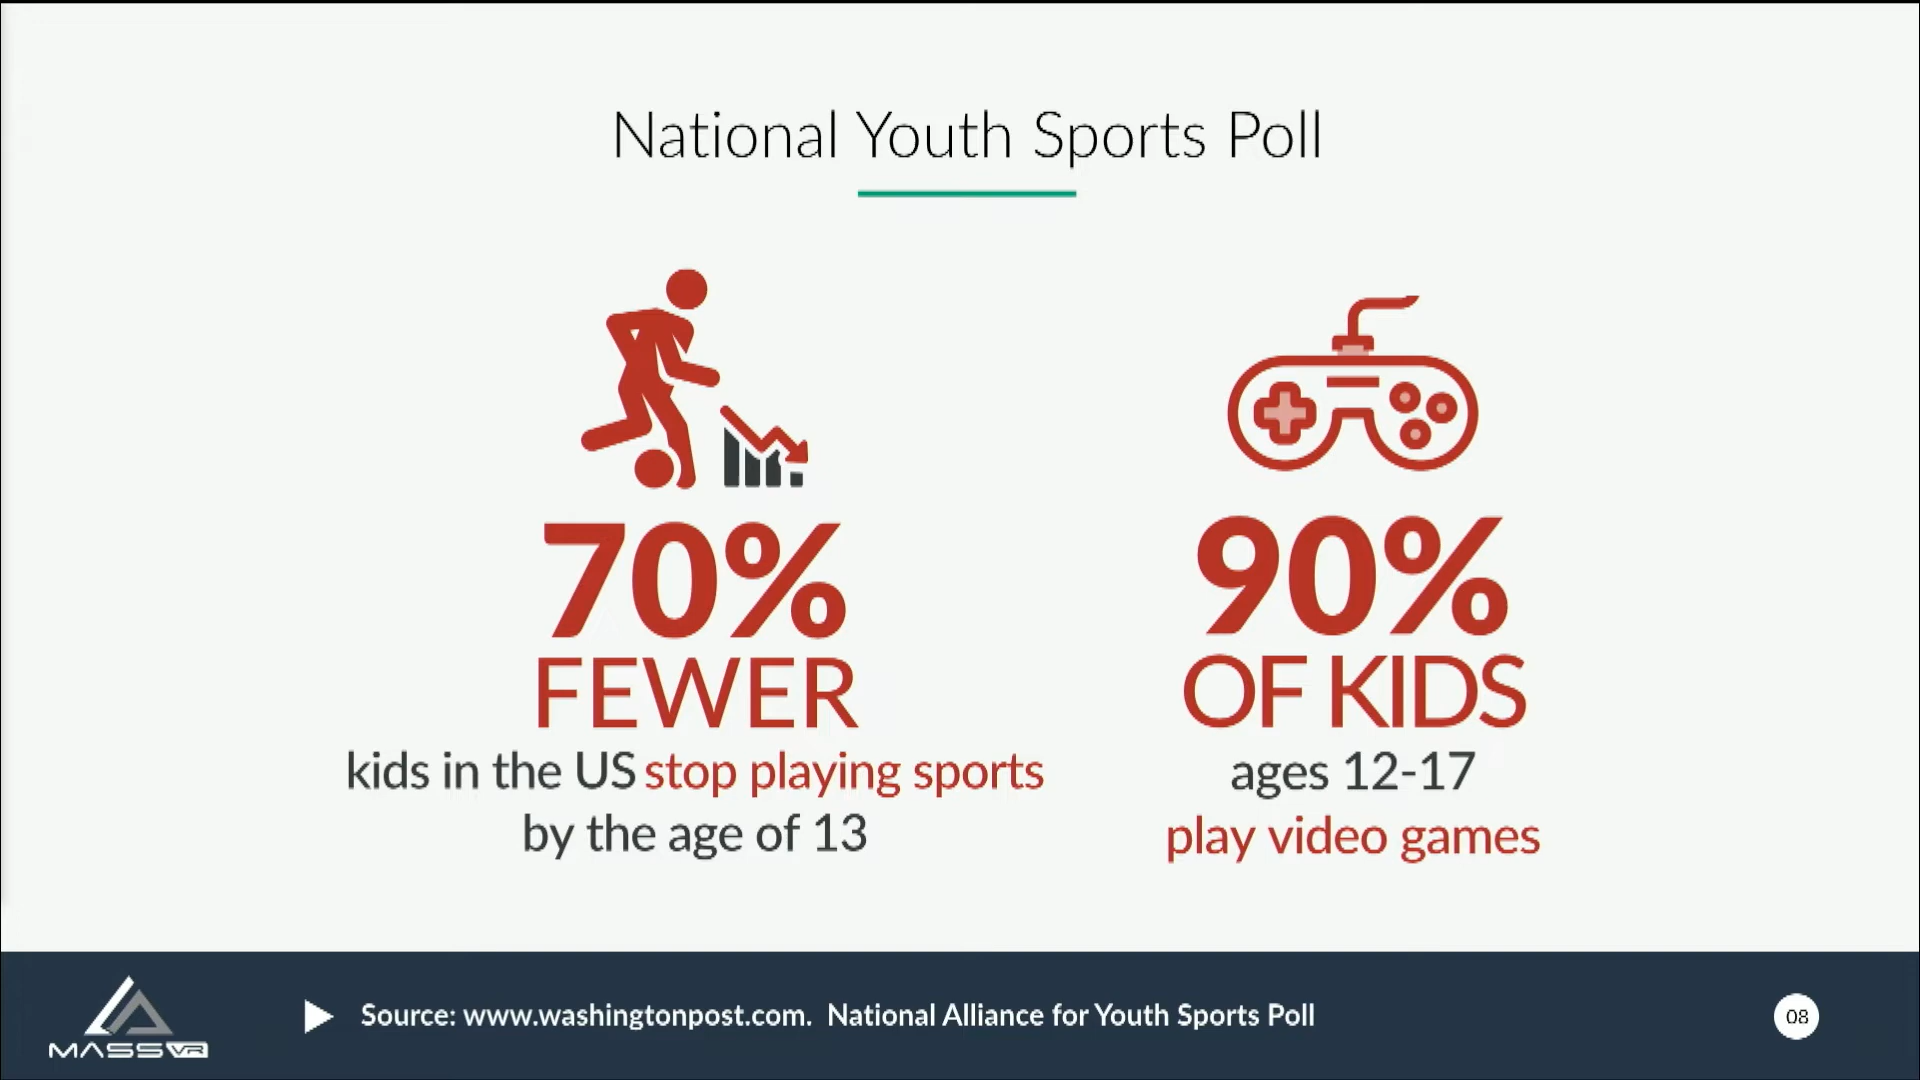 National Youth Sports Poll
70%
FEWER
kids in the US stop playing sports
by the age of 13
90%
OF KIDS
ages 12-17
play video games
MASSVR
Source: www.washingtonpost.com. National Alliance for Youth Sports Poll
08